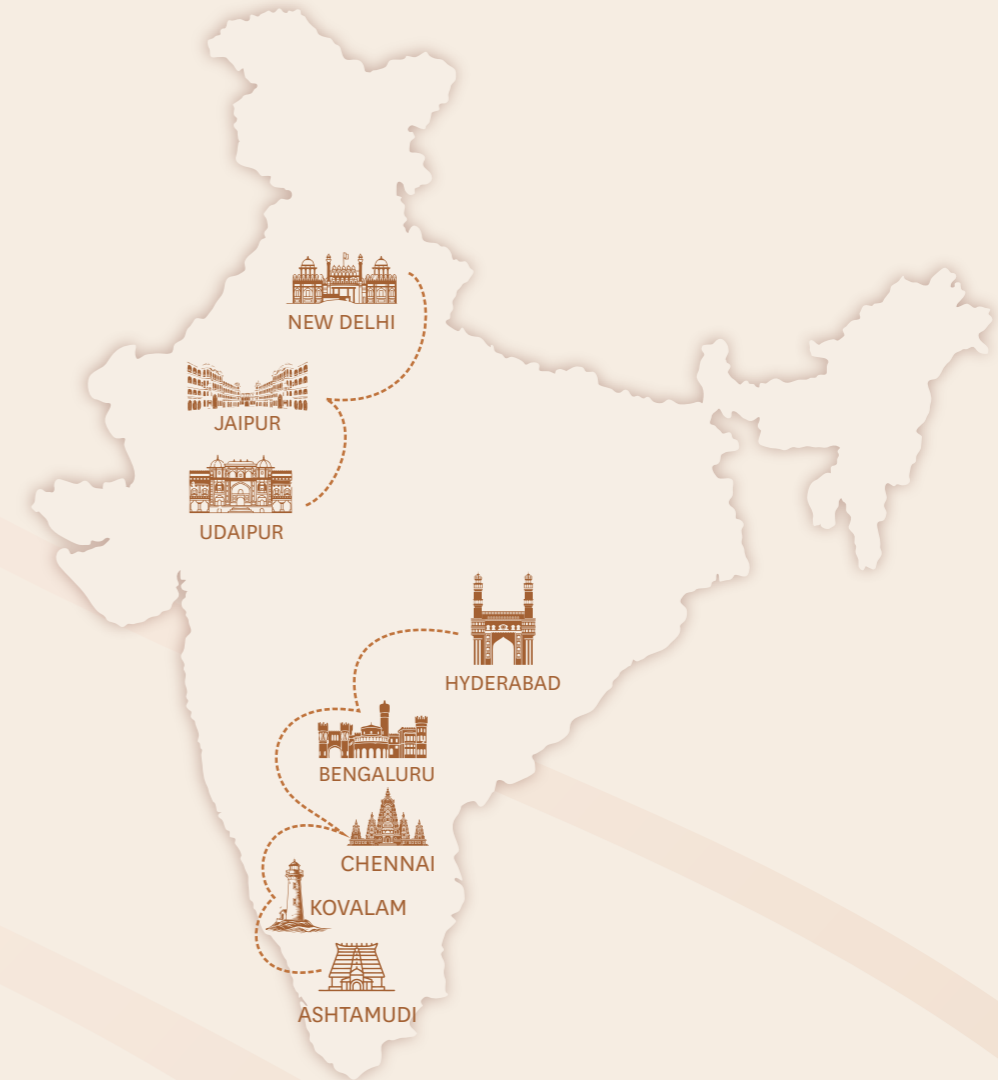 NEW DELHI
JAIPUR
UDAIPUR
HYDERABAD
BENGALURU
CHENNAI
KOVALAM
ASHTAMUDI